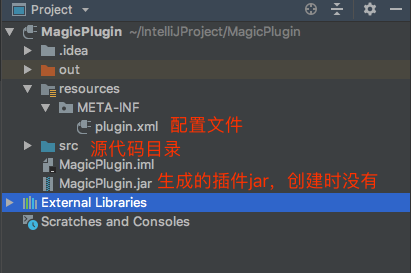 Project
MagicPlugin ~/IntelliJProject/MagicPlugin
.idea
out
resources
META-INF
plugin.xml 配置文件
src 源代码目录
MagicPlugin.iml
MagicPlugin.jar 生成的插件jar，创建时没有
External Libraries
Scratches and Consoles